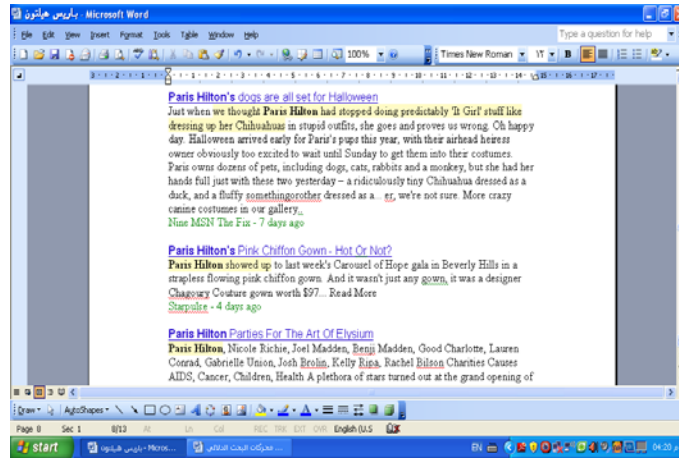 باريس هيلتون - Microsoft Word
File Edit View Insert Format Tools Table Window Help
Type a question for help
100% Times New Roman ١٢ B
Paris Hilton's dogs are all set for Halloween
Just when we thought Paris Hilton had stopped doing predictably 'It Girl' stuff like
dressing up her Chihuahuas in stupid outfits, she goes and proves us wrong. Oh happy
day. Halloween arrived early for Paris's pups this year, with their airhead heiress
owner obviously too excited to wait until Sunday to get them into their costumes.
Paris owns dozens of pets, including dogs, cats, rabbits and a monkey, but she had her
hands full just with these two yesterday – a ridiculously tiny Chihuahua dressed as a
duck, and a fluffy somethingorother dressed as a... er, we're not sure. More crazy
canine costumes in our gallery..
Nine MSN The Fix - 7 days ago
Paris Hilton's Pink Chiffon Gown - Hot Or Not?
Paris Hilton showed up to last week's Carousel of Hope gala in Beverly Hills in a
strapless flowing pink chiffon gown. And it wasn't just any gown, it was a designer
Chagoury Couture gown worth $97... Read More
Starpulse - 4 days ago
Paris Hilton Parties For The Art Of Elysium
Paris Hilton, Nicole Richie, Joel Madden, Benji Madden, Good Charlotte, Lauren
Conrad, Gabrielle Union, Josh Brolin, Kelly Ripa, Rachel Bilson Charities Causes
AIDS, Cancer, Children, Health A plethora of stars turned out at the grand opening of
Draw AutoShapes
Page 8 Sec 1 8/13 At Ln Col REC TRK EXT OVR English (U.S
start باريس هيلتون - Micros... محركات البحث الدلالي ... EN 04:20 م